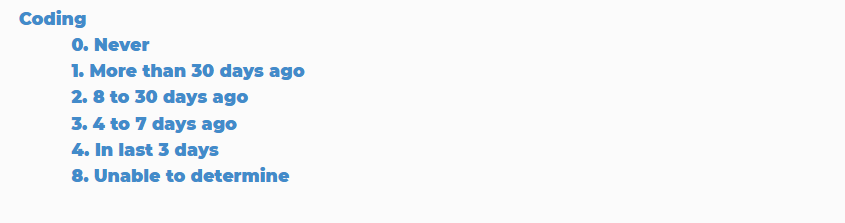 Coding
0. Never
1. More than 30 days ago
2. 8 to 30 days ago
3. 4 to 7 days ago
4. In last 3 days
8. Unable to determine